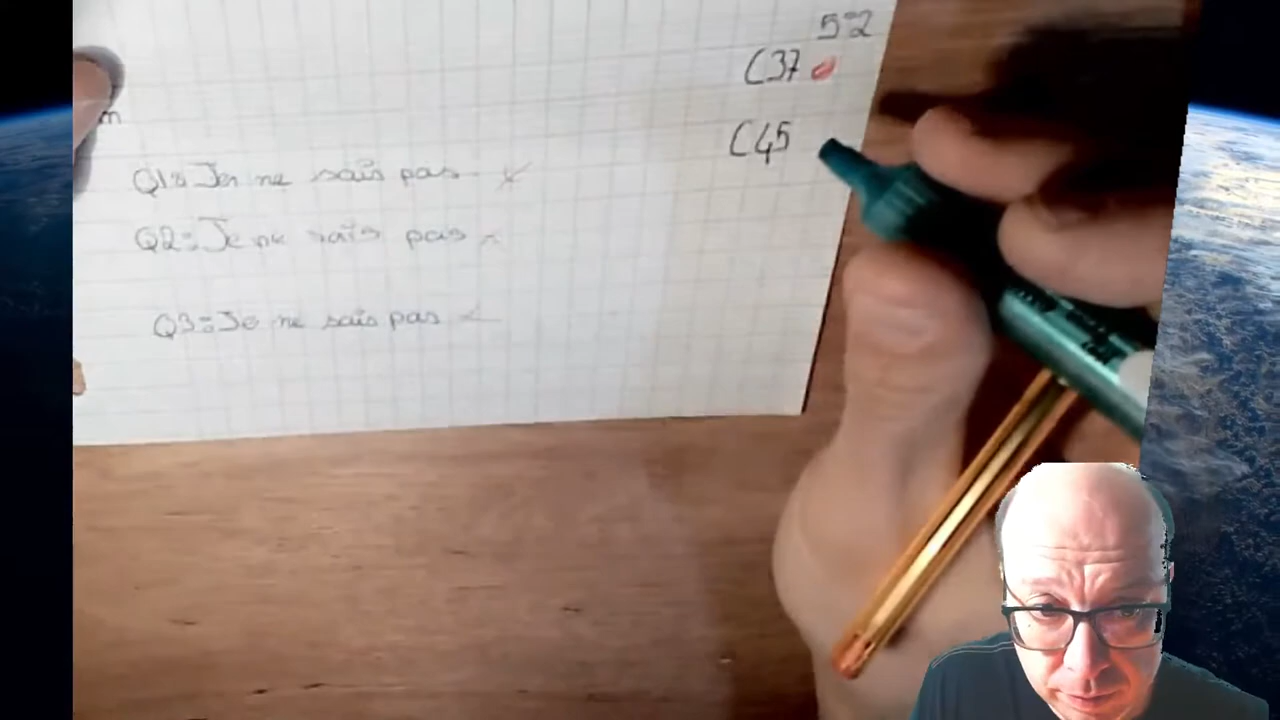 5°2
C37
C45
m
Q1: Je ne sais pas
Q2: Je ne sais pas
Q3: Je ne sais pas